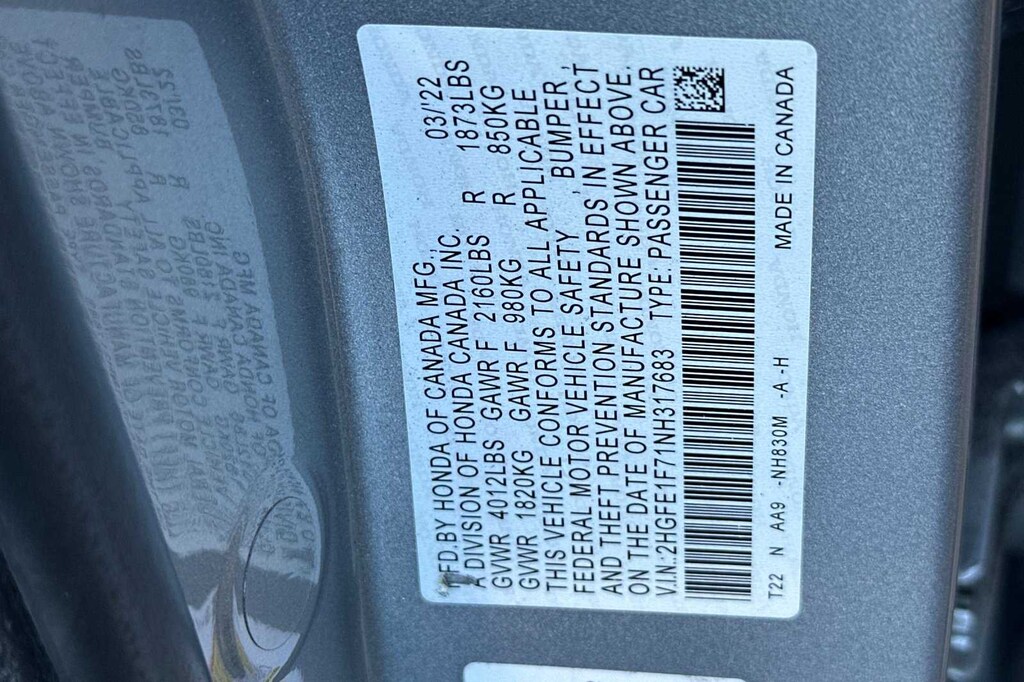 MFD.BY HONDA OF CANADA MFG., 03/'22
A DIVISION OF HONDA CANADA INC.
GVWR 4012LBS GAWR F 2160LBS R 1873LBS
GVWR 1820KG GAWR F 980KG R 850KG
THIS VEHICLE CONFORMS TO ALL APPLICABLE
FEDERAL MOTOR VEHICLE SAFETY , BUMPER ,
AND THEFT PREVENTION STANDARDS IN EFFECT
ON THE DATE OF MANUFACTURE SHOWN ABOVE.
V.I.N.:2HGFE1F71NH317683 TYPE: PASSENGER CAR
T22 N AA9 -NH830M -A-H MADE IN CANADA